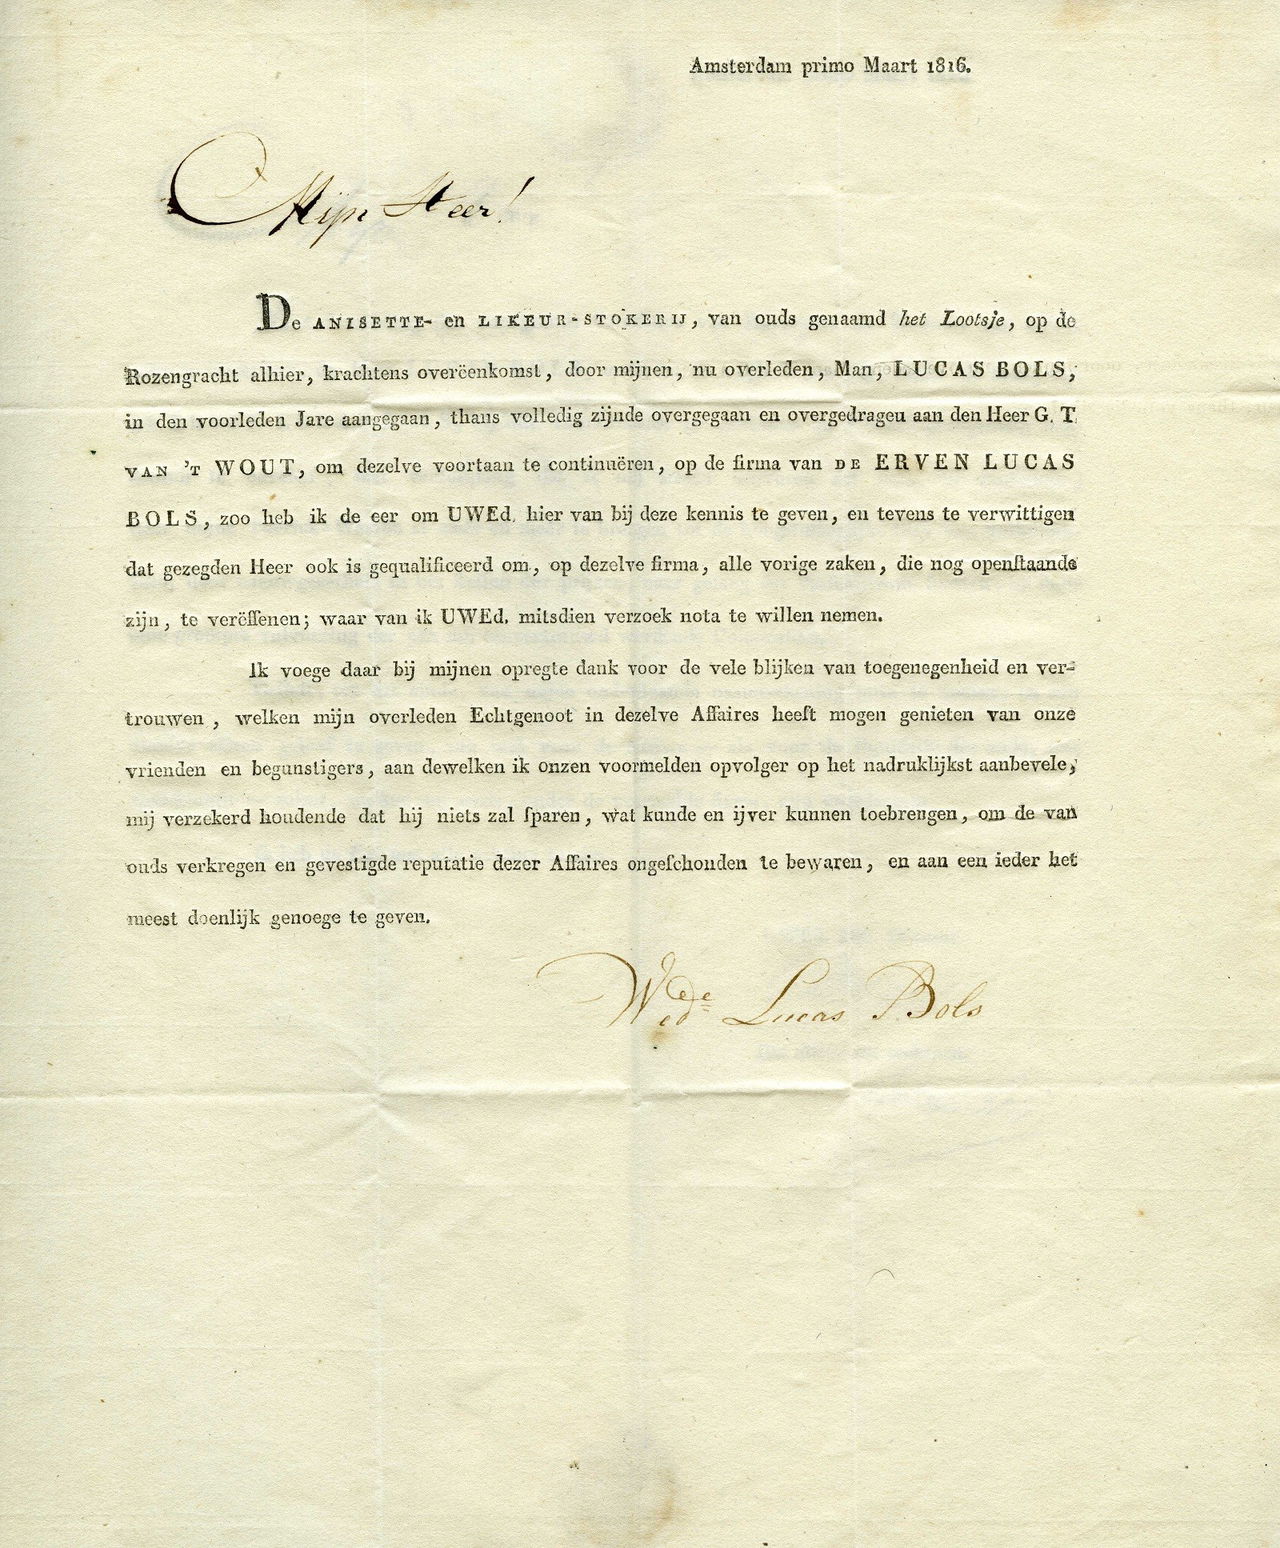 Amsterdam primo Maart 1816.
Mijn Heer!
De ANISETTE- en LIKEUR-STOKERIJ, van ouds genaamd het Lootsje, op de
Rozengracht alhier, krachtens overëenkomst, door mijnen, nu overleden, Man, LUCAS BOLS,
in den voorleden Jare aangegaan, thans volledig zijnde overgegaan en overgedragen aan den Heer G. T.
VAN 'T WOUT, om dezelve voortaan te continuëren, op de firma van DE ERVEN LUCAS
BOLS, zoo heb ik de eer om UWEd. hier van bij deze kennis te geven, en tevens te verwittigen
dat gezegden Heer ook is gequalificeerd om, op dezelve firma, alle vorige zaken, die nog openſtaande
zijn, te verëffenen; waar van ik UWEd. mitsdien verzoek nota te willen nemen.
Ik voege daar bij mijnen opregte dank voor de vele blijken van toegenegenheid en ver-
trouwen, welken mijn overleden Echtgenoot in dezelve Affaires heeft mogen genieten van onze
vrienden en begunstigers, aan dewelken ik onzen voormelden opvolger op het nadruklijkst aanbevele,
mij verzekerd houdende dat hij niets zal ſparen, wat kunde en ijver kunnen toebrengen, om de van
ouds verkregen en gevestigde reputatie dezer Affaires ongeſchonden te bewaren, en aan een ieder het
meest doenlijk genoege te geven.
Wede Lucas Bols